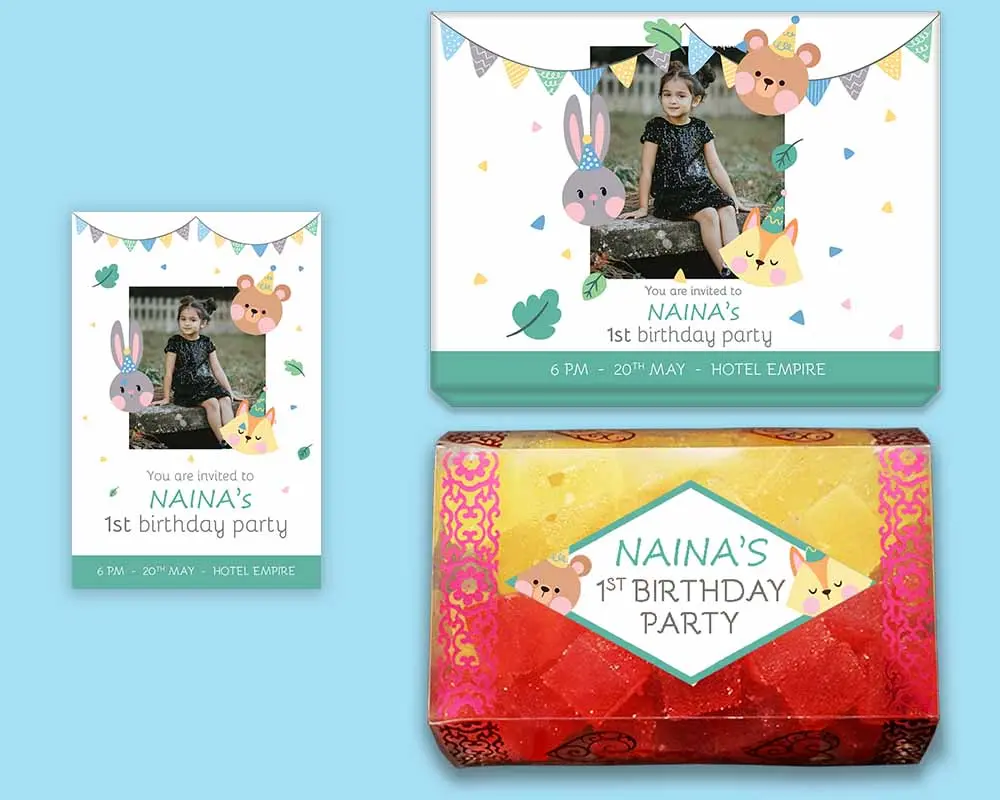 You are invited to
NAINA's
1st birthday party
6 PM - 20TH MAY - HOTEL EMPIRE
You are invited to
NAINA's
1st birthday party
6 PM - 20TH MAY - HOTEL EMPIRE
NAINA'S
1ST BIRTHDAY
PARTY